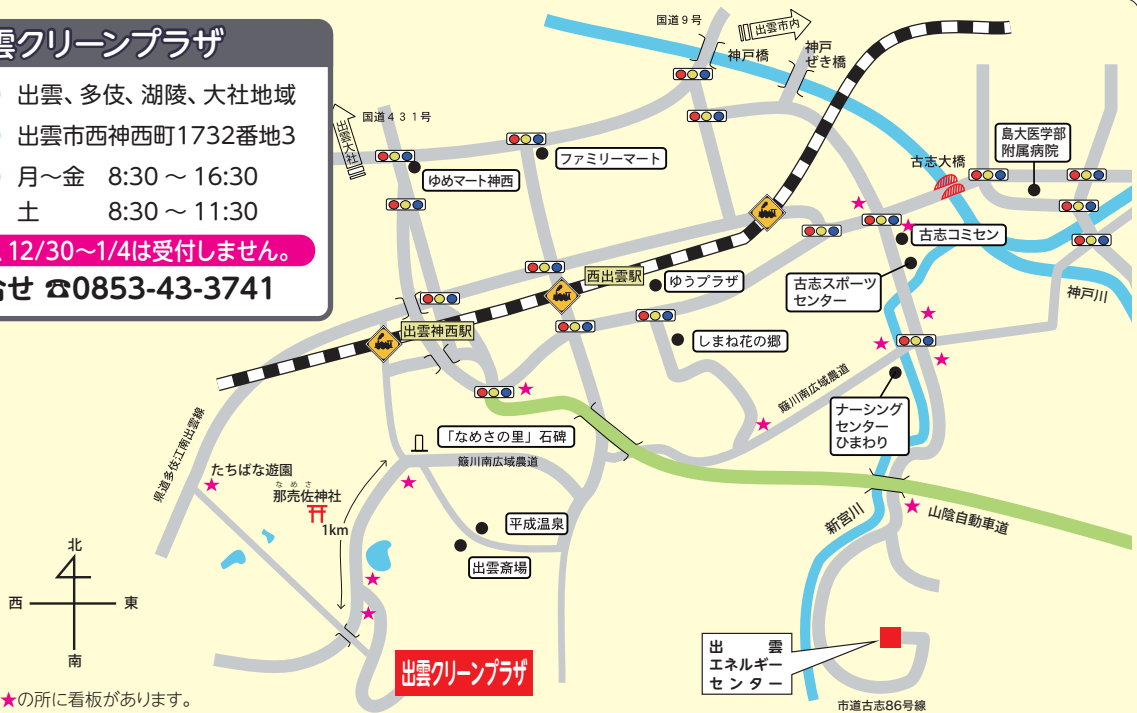 雲クリーンプラザ
出雲、多伎、湖陵、大社地域
出雲市西神西町1732番地3
月～金 8:30 ～ 16:30
土 8:30 ～ 11:30
、12/30～1/4は受付しません。
合せ ☎0853-43-3741
国道9号
出雲市内
神戸橋
神戸
ぜき橋
国道431号
出雲大社
ファミリーマート
ゆめマート神西
古志大橋
島大医学部
附属病院
古志コミセン
西出雲駅
ゆうプラザ
古志スポーツ
センター
神戸川
出雲神西駅
しまね花の郷
簸川南広域農道
ナーシング
センター
ひまわり
県道多伎江南出雲線
「なめさの里」石碑
簸川南広域農道
たちばな遊園
なめさ
那売佐神社
1km
平成温泉
出雲斎場
新宮川
山陰自動車道
北
西
東
南
出雲クリーンプラザ
出雲
エネルギー
センター
市道古志86号線
★の所に看板があります。